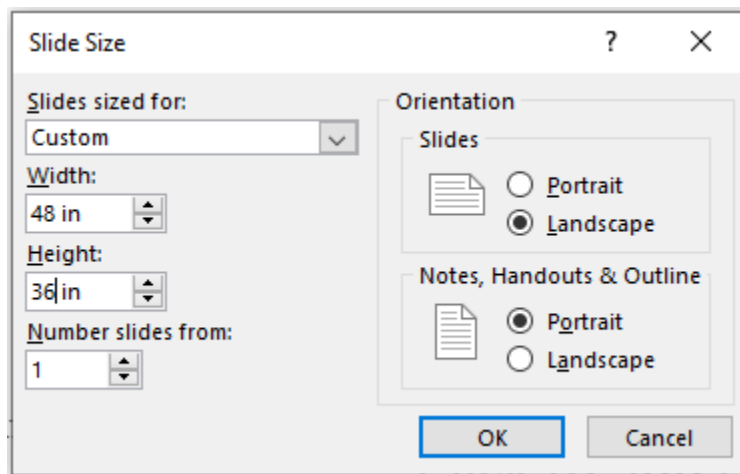 Slide Size
?
Slides sized for:
Custom
Width:
48 in
Height:
36 in
Number slides from:
1
Orientation
Slides
Portrait
Landscape
Notes, Handouts & Outline
Portrait
Landscape
OK
Cancel